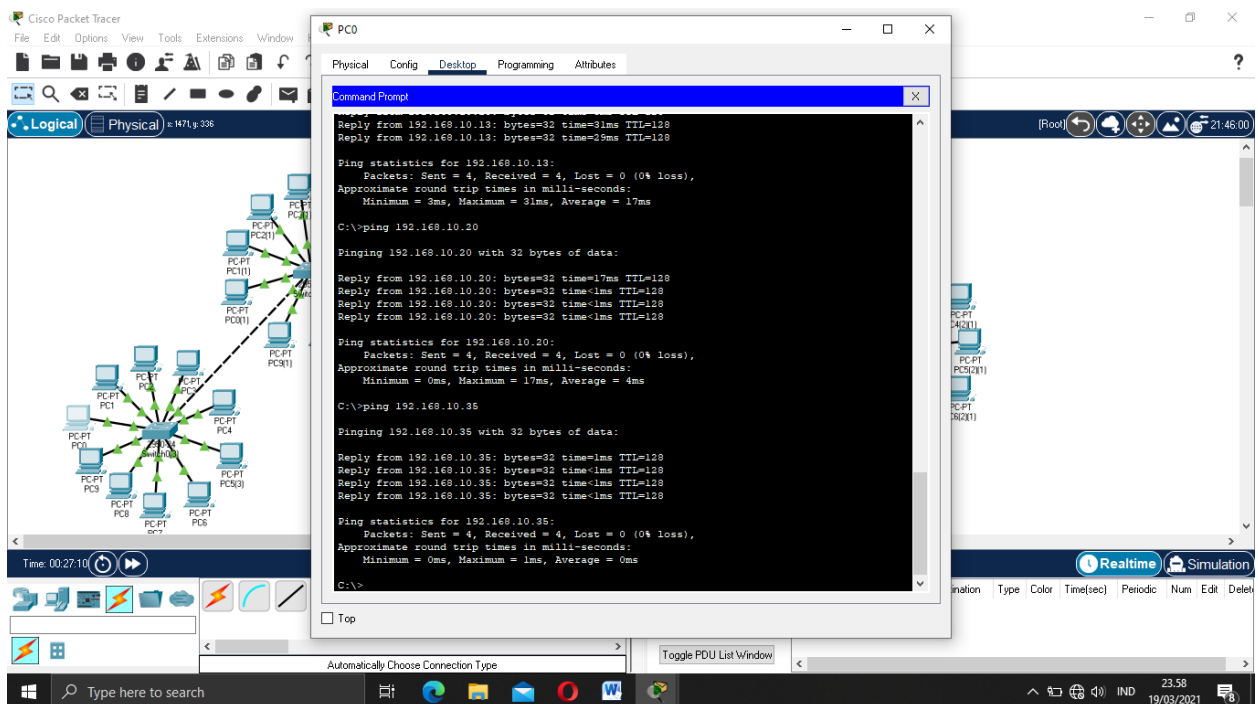 Cisco Packet Tracer
File Edit Options View Tools Extensions Window
?
Logical Physical x: 1471, y: 336
[Root] 21:46:00
PC0
Physical Config Desktop Programming Attributes
Command Prompt
X
Reply from 192.168.10.13: bytes=32 time=31ms TTL=128
Reply from 192.168.10.13: bytes=32 time=29ms TTL=128
Ping statistics for 192.168.10.13:
Packets: Sent = 4, Received = 4, Lost = 0 (0% loss),
Approximate round trip times in milli-seconds:
Minimum = 3ms, Maximum = 31ms, Average = 17ms
C:\>ping 192.168.10.20
Pinging 192.168.10.20 with 32 bytes of data:
Reply from 192.168.10.20: bytes=32 time=17ms TTL=128
Reply from 192.168.10.20: bytes=32 time<1ms TTL=128
Reply from 192.168.10.20: bytes=32 time<1ms TTL=128
Reply from 192.168.10.20: bytes=32 time<1ms TTL=128
Ping statistics for 192.168.10.20:
Packets: Sent = 4, Received = 4, Lost = 0 (0% loss),
Approximate round trip times in milli-seconds:
Minimum = 0ms, Maximum = 17ms, Average = 4ms
C:\>ping 192.168.10.35
Pinging 192.168.10.35 with 32 bytes of data:
Reply from 192.168.10.35: bytes=32 time=1ms TTL=128
Reply from 192.168.10.35: bytes=32 time<1ms TTL=128
Reply from 192.168.10.35: bytes=32 time<1ms TTL=128
Reply from 192.168.10.35: bytes=32 time<1ms TTL=128
Ping statistics for 192.168.10.35:
Packets: Sent = 4, Received = 4, Lost = 0 (0% loss),
Approximate round trip times in milli-seconds:
Minimum = 0ms, Maximum = 1ms, Average = 0ms
C:\>
Top
PC-PT
PC2(1)
PC-PT
PC1(1)
PC-PT
PC0(1)
PC-PT
PC9(1)
PC-PT
PC-PT
PC3
PC-PT
PC1
PC-PT
PC4
PC-PT
PC0
Switch0(3)
PC-PT
PC9
PC-PT
PC5(3)
PC-PT
PC8
PC-PT
PC-PT
PC6
PC-PT
PC-PT
PC5(2)(1)
PC-PT
Time: 00:27:10
Realtime Simulation
Type Color Time(sec) Periodic Num Edit
Toggle PDU List Window
Automatically Choose Connection Type
Type here to search
IND
23.58
19/03/2021
8